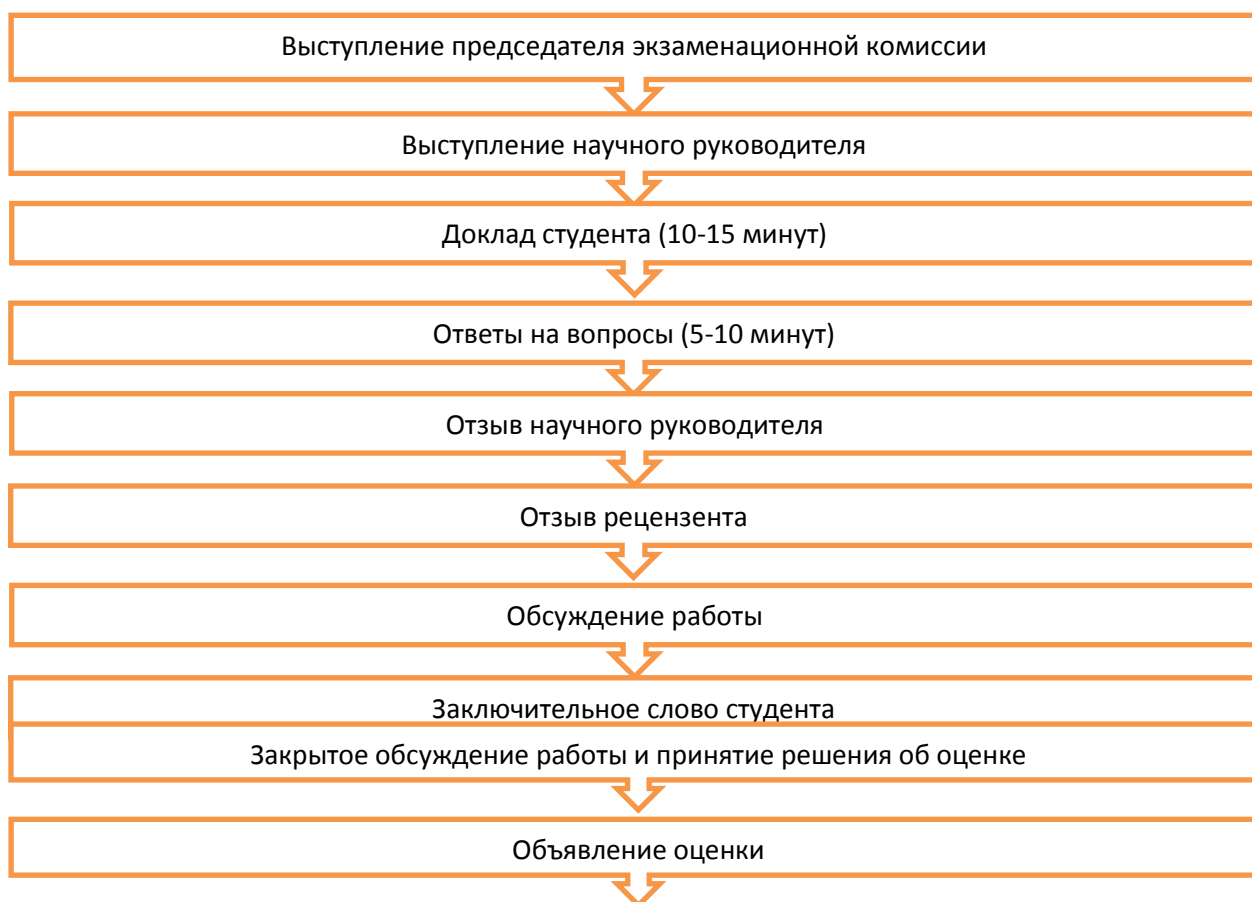 Выступление председателя экзаменационной комиссии
Выступление научного руководителя
Доклад студента (10-15 минут)
Ответы на вопросы (5-10 минут)
Отзыв научного руководителя
Отзыв рецензента
Обсуждение работы
Заключительное слово студента
Закрытое обсуждение работы и принятие решения об оценке
Объявление оценки